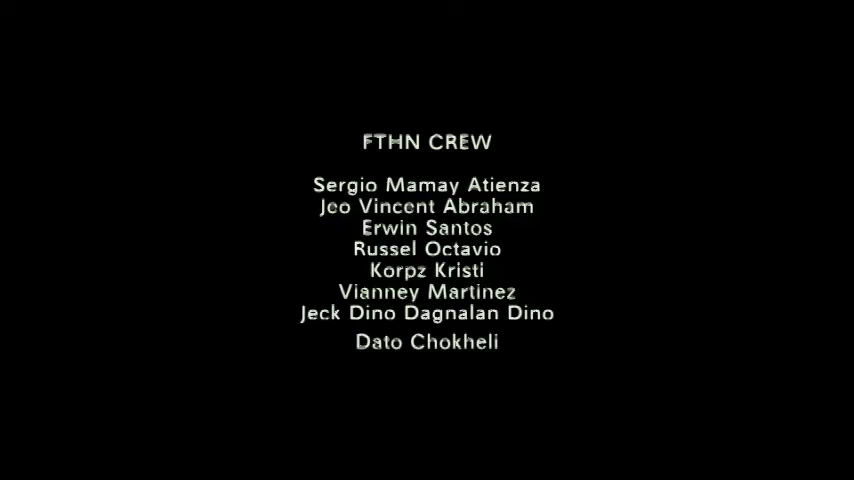 FTHN CREW
Sergio Mamay Atienza
Jeo Vincent Abraham
Erwin Santos
Russel Octavio
Korpz Kristi
Vianney Martinez
Jeck Dino Dagnalan Dino
Dato Chokheli